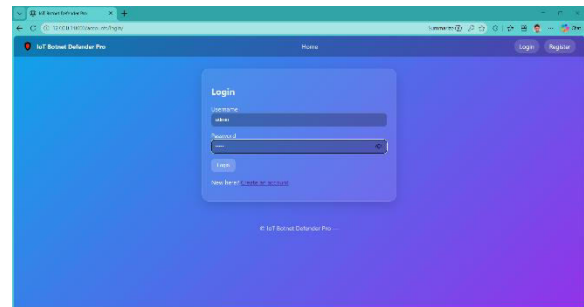 IoT Botnet Defender Pro
IoT Botnet Defender Pro Home Login Register
Login
Username
admin
Password
Login
New here? Create an account
© IoT Botnet Defender Pro